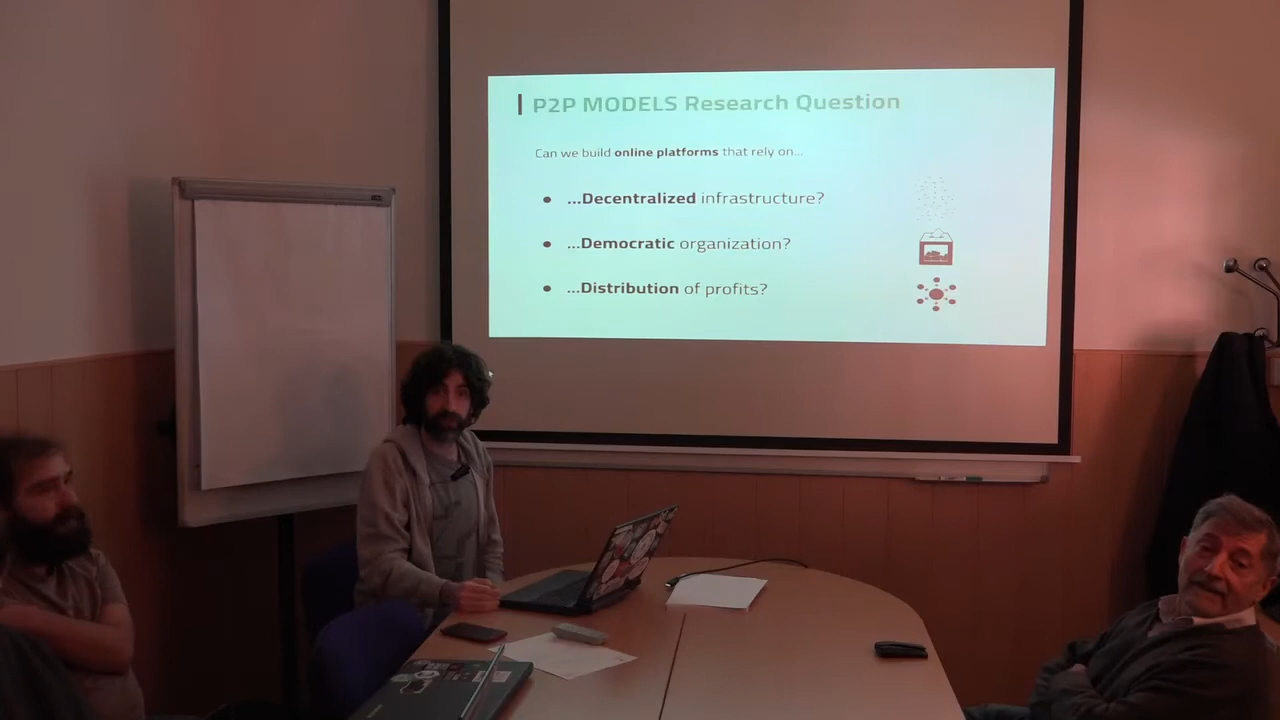 P2P MODELS Research Question
Can we build online platforms that rely on...
● ...Decentralized infrastructure?
● ...Democratic organization?
● ...Distribution of profits?